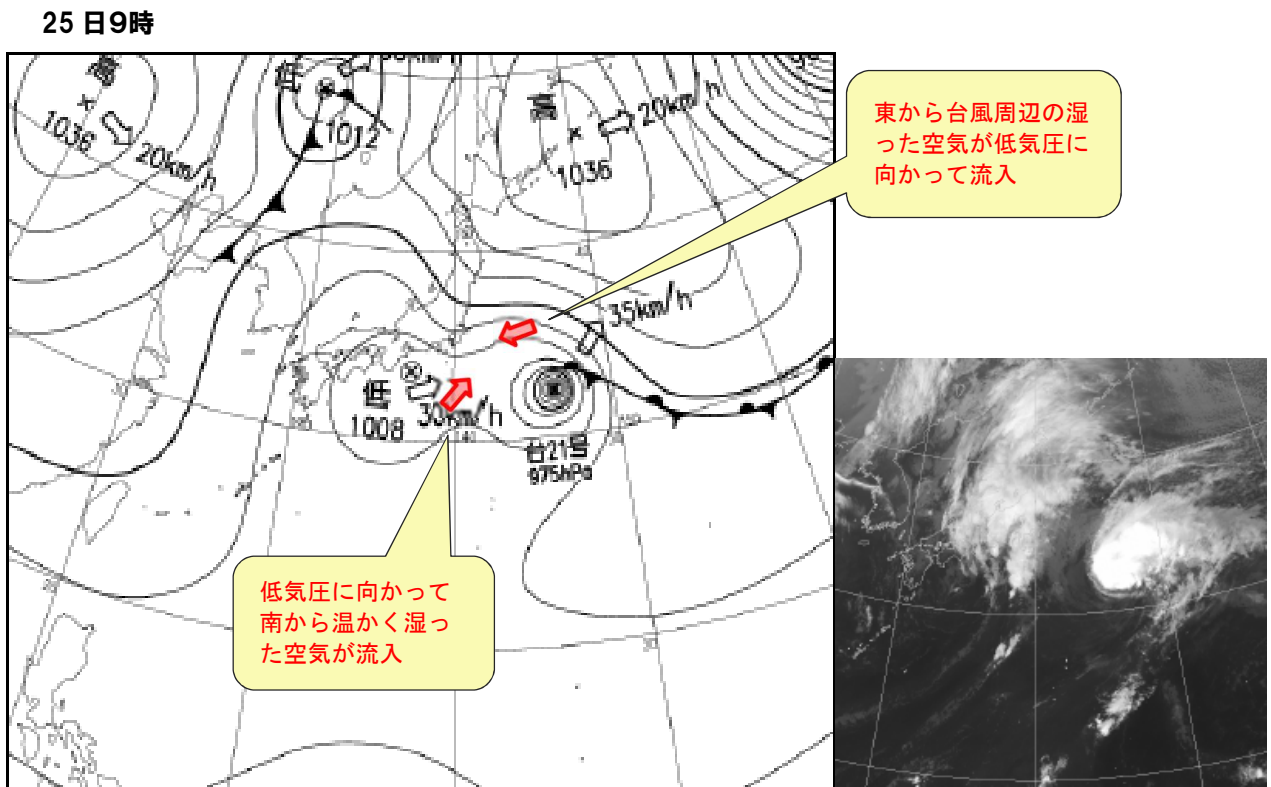 25日9時
高
1036
20km/h
低
1012
高
1036
20km/h
東から台風周辺の湿
った空気が低気圧に
向かって流入
35km/h
低
1008
30km/h
台21号
975hPa
低気圧に向かって
南から温かく湿っ
た空気が流入